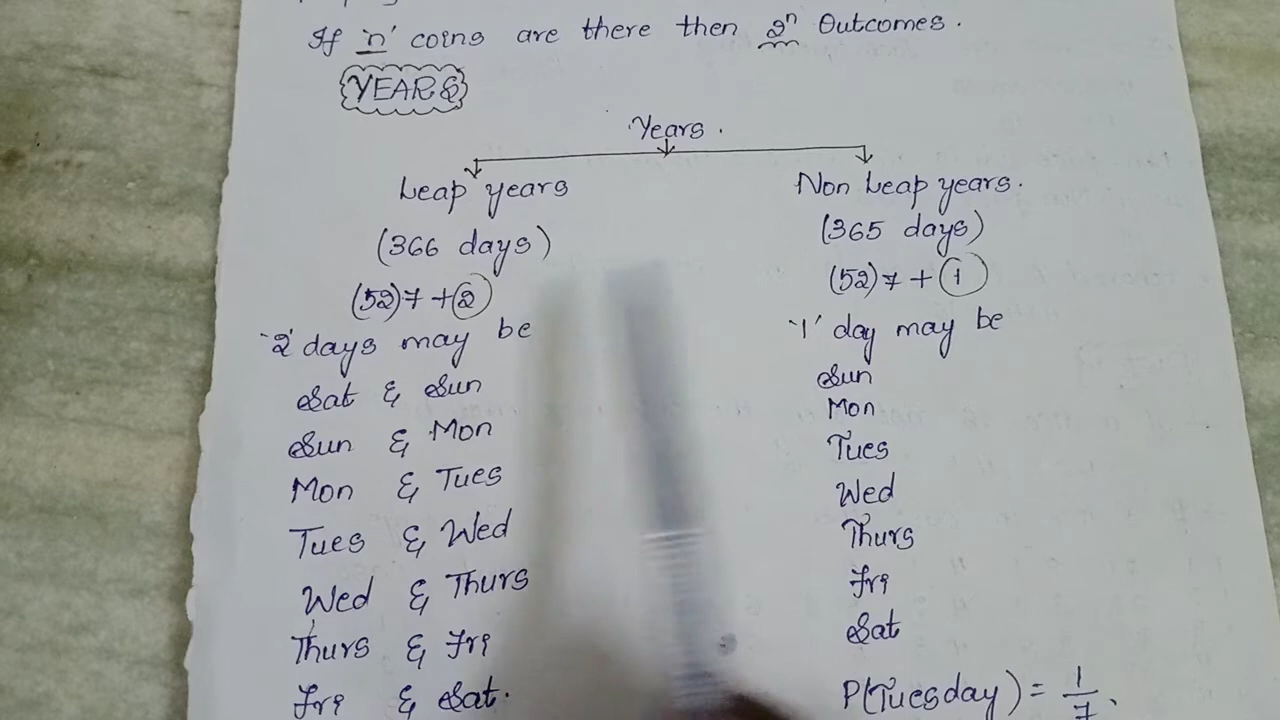 If 'n' coins are there then 2ⁿ Outcomes.
YEARS
Years.
Leap years
(366 days)
(52)7 + 2
'2' days may be
Sat & Sun
Sun & Mon
Mon & Tues
Tues & Wed
Wed & Thurs
Thurs & Fri
Fri & Sat.
Non Leap years.
(365 days)
(52)7 + 1
'1' day may be
Sun
Mon
Tues
Wed
Thurs
Fri
Sat
P(Tuesday) = 1/7.